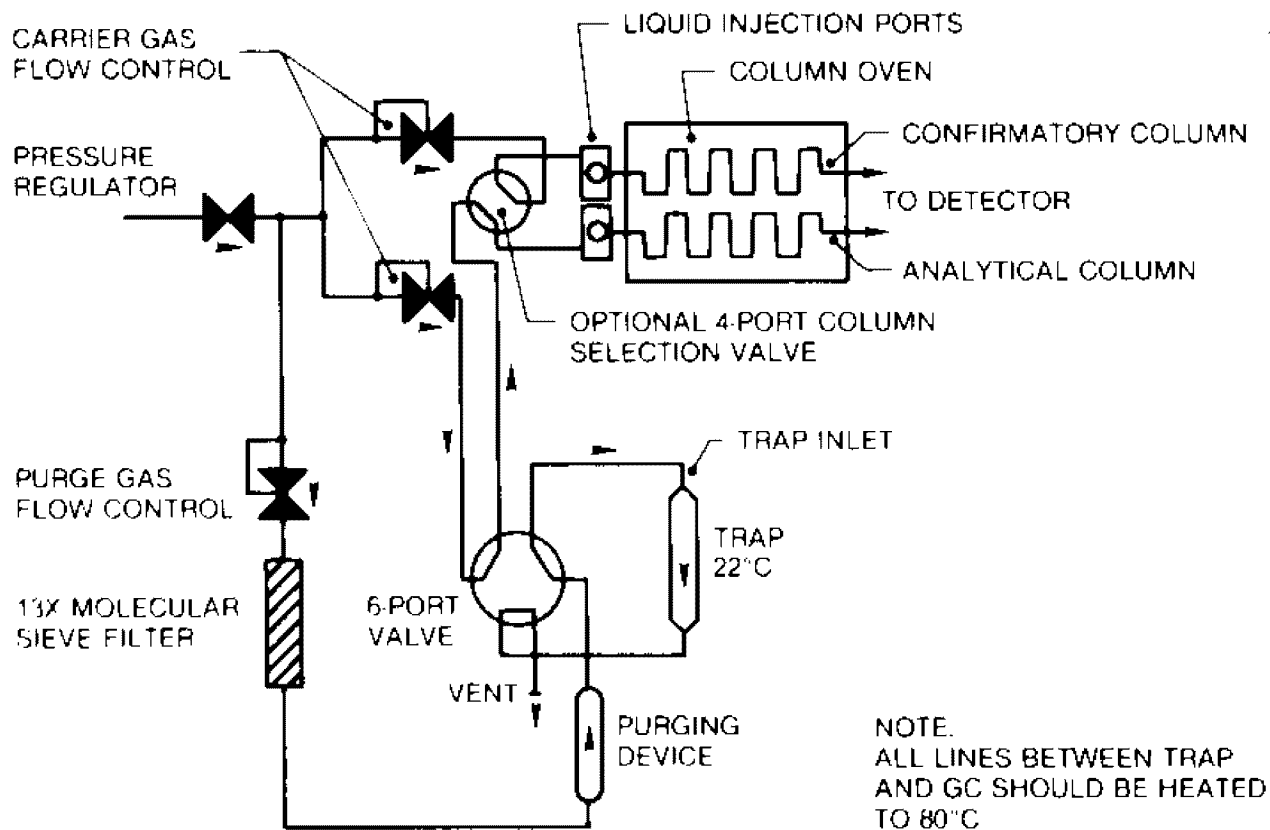 CARRIER GAS
FLOW CONTROL
LIQUID INJECTION PORTS
COLUMN OVEN
CONFIRMATORY COLUMN
PRESSURE
REGULATOR
TO DETECTOR
ANALYTICAL COLUMN
OPTIONAL 4-PORT COLUMN
SELECTION VALVE
TRAP INLET
PURGE GAS
FLOW CONTROL
TRAP
22°C
13X MOLECULAR
SIEVE FILTER
6-PORT
VALVE
VENT
PURGING
DEVICE
NOTE.
ALL LINES BETWEEN TRAP
AND GC SHOULD BE HEATED
TO 80°C